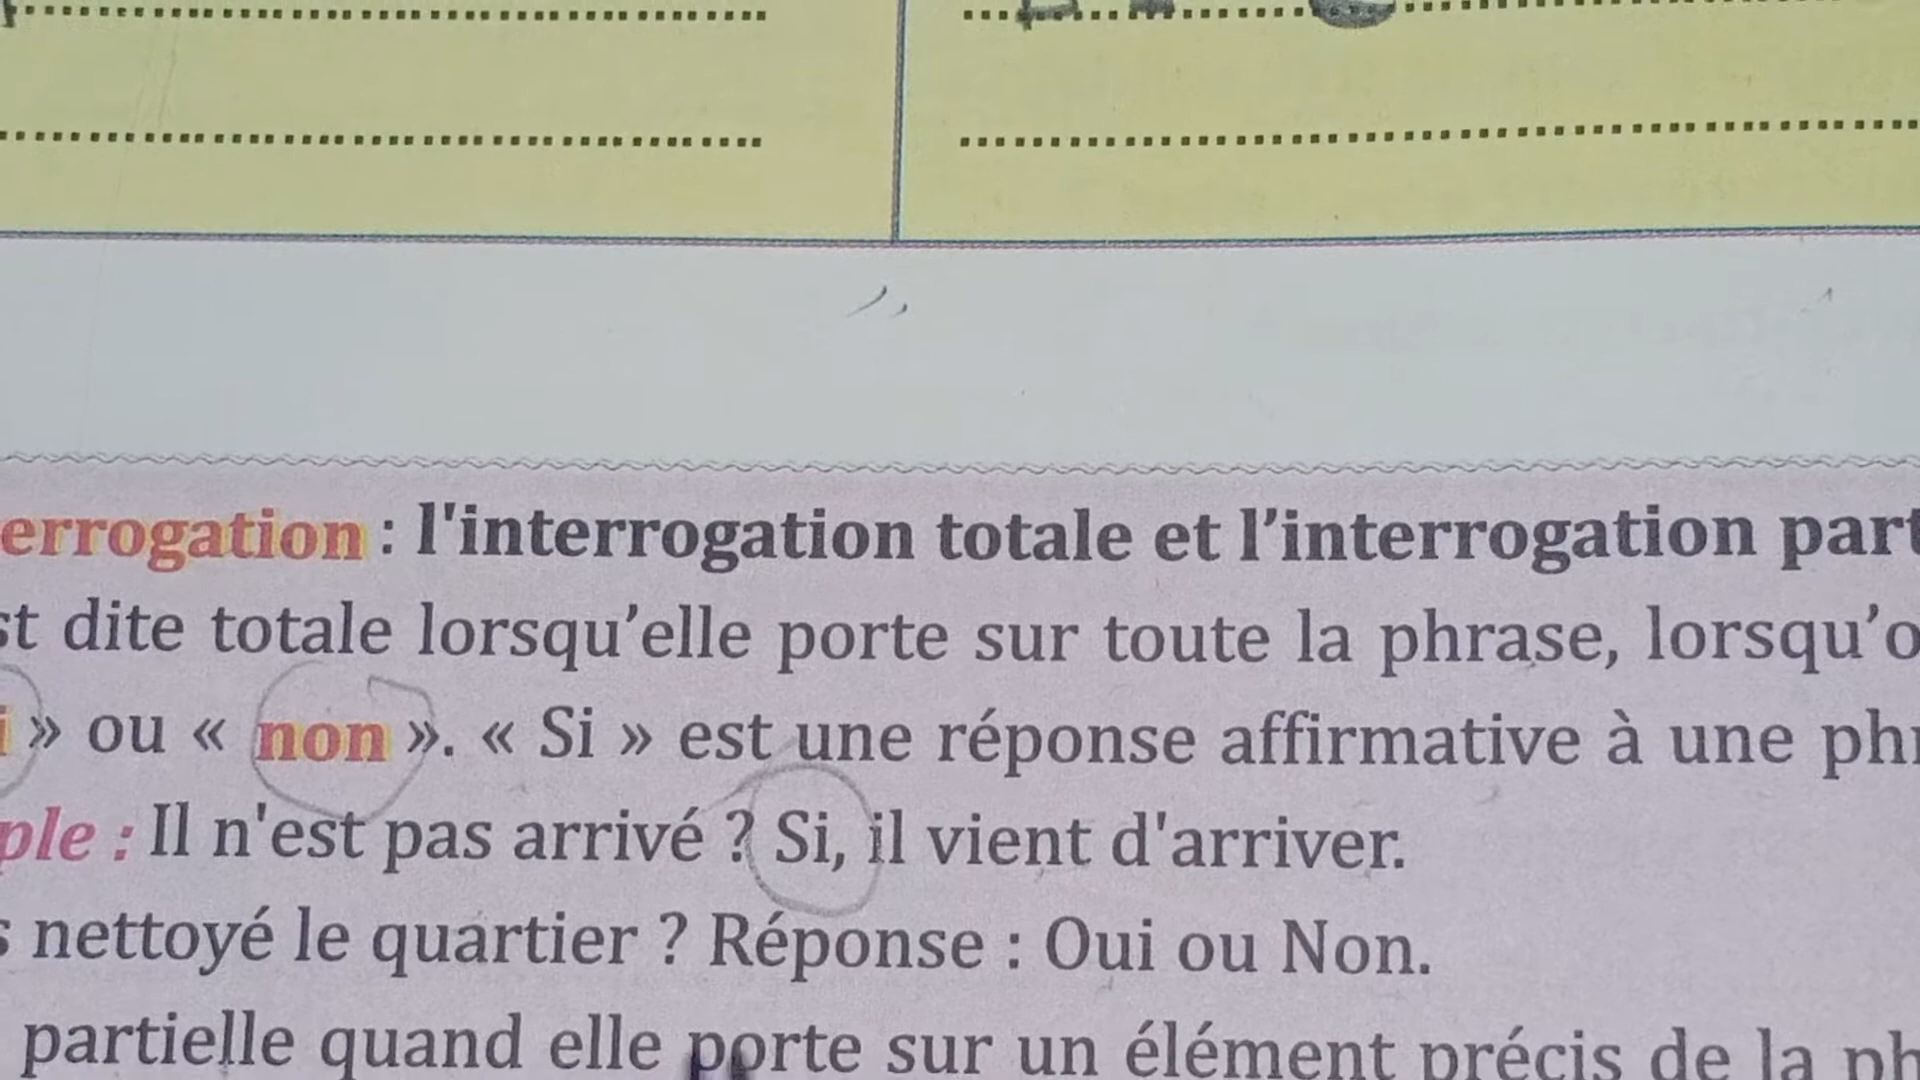 errogation : l'interrogation totale et l’interrogation part
st dite totale lorsqu’elle porte sur toute la phrase, lorsqu’o
i » ou « non ». « Si » est une réponse affirmative à une phr
ple : Il n'est pas arrivé ? Si, il vient d'arriver.
s nettoyé le quartier ? Réponse : Oui ou Non.
partielle quand elle porte sur un élément précis de la ph